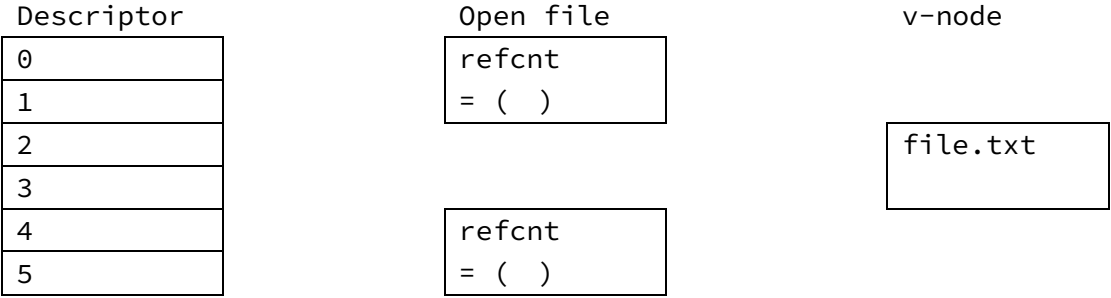 Descriptor Open file v-node
0 refcnt
1 = ( )
2 file.txt
3
4 refcnt
5 = ( )